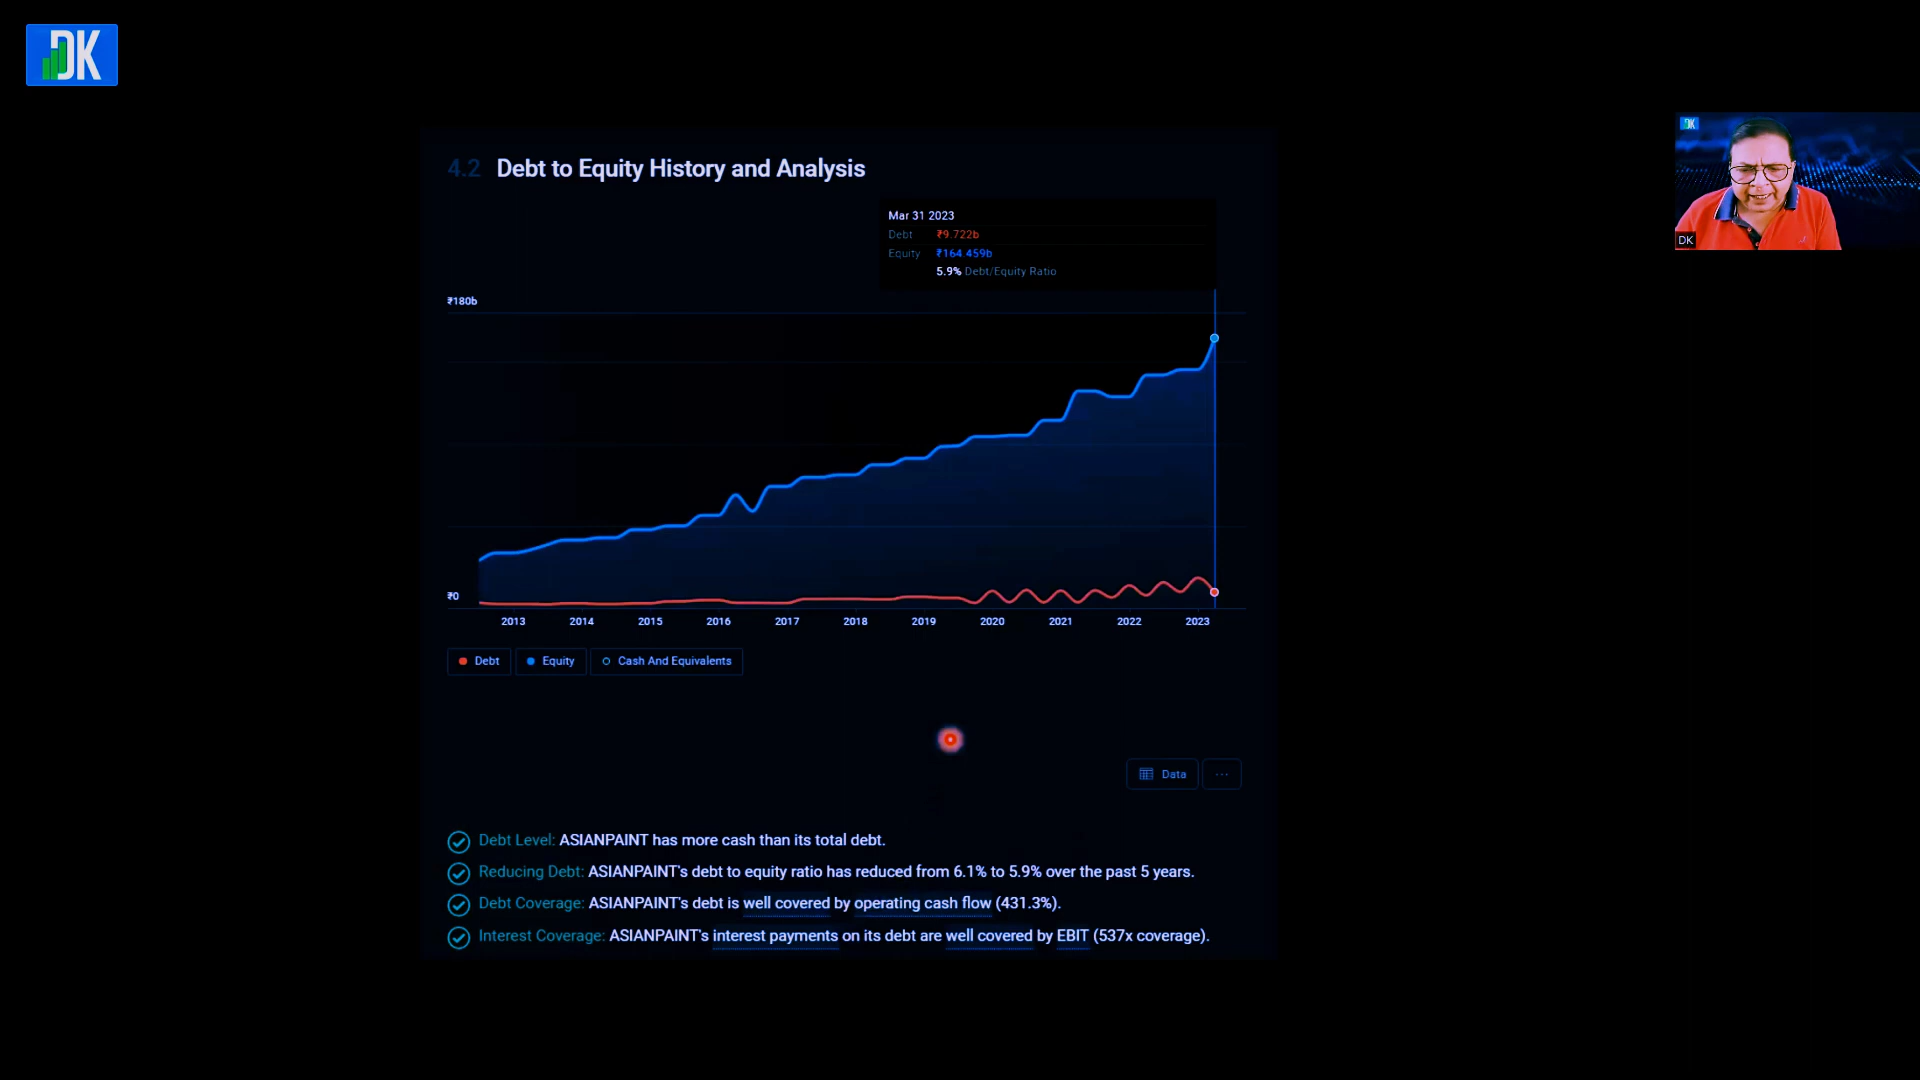 DK
4.2 Debt to Equity History and Analysis
Mar 31 2023
Debt ₹9.722b
Equity ₹164.459b
5.9% Debt/Equity Ratio
₹180b
₹0
2013 2014 2015 2016 2017 2018 2019 2020 2021 2022 2023
Debt Equity Cash And Equivalents
Data ...
Debt Level: ASIANPAINT has more cash than its total debt.
Reducing Debt: ASIANPAINT's debt to equity ratio has reduced from 6.1% to 5.9% over the past 5 years.
Debt Coverage: ASIANPAINT's debt is well covered by operating cash flow (431.3%).
Interest Coverage: ASIANPAINT's interest payments on its debt are well covered by EBIT (537x coverage).
DK
DK